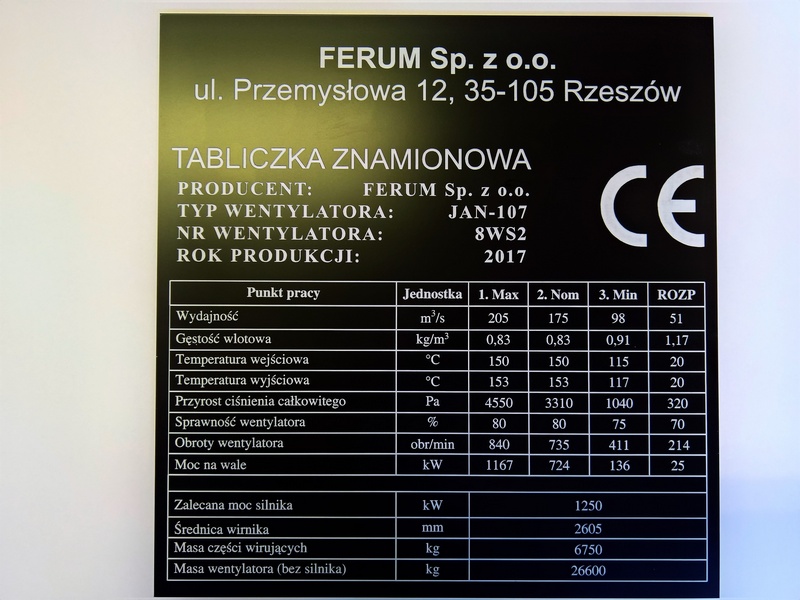 FERUM Sp. z o.o.
ul. Przemysłowa 12, 35-105 Rzeszów
TABLICZKA ZNAMIONOWA
PRODUCENT: FERUM Sp. z o.o.
TYP WENTYLATORA: JAN-107
NR WENTYLATORA: 8WS2
ROK PRODUKCJI: 2017
CE
Punkt pracy Jednostka 1. Max 2. Nom 3. Min ROZP
Wydajność m³/s 205 175 98 51
Gęstość wlotowa kg/m³ 0,83 0,83 0,91 1,17
Temperatura wejściowa °C 150 150 115 20
Temperatura wyjściowa °C 153 153 117 20
Przyrost ciśnienia całkowitego Pa 4550 3310 1040 320
Sprawność wentylatora % 80 80 75 70
Obroty wentylatora obr/min 840 735 411 214
Moc na wale kW 1167 724 136 25
Zalecana moc silnika kW 1250
Średnica wirnika mm 2605
Masa części wirujących kg 6750
Masa wentylatora (bez silnika) kg 26600